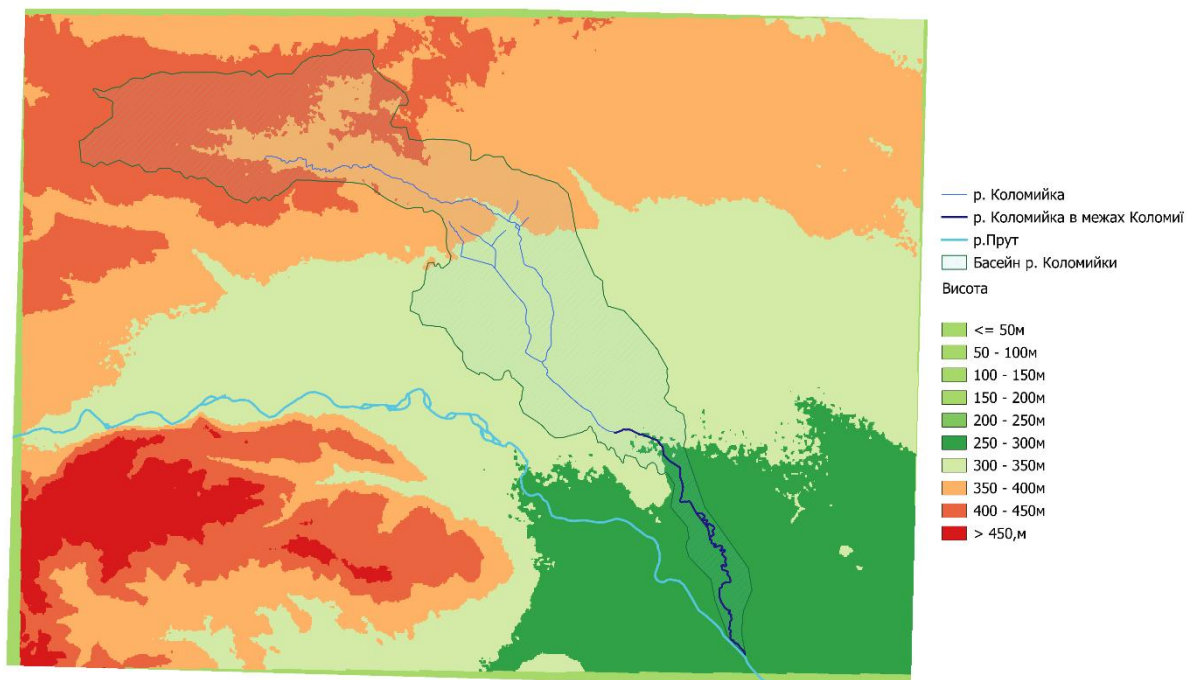 р. Коломийка
р. Коломийка в межах Коломиї
р.Прут
Басейн р. Коломийки
Висота
<= 50м
50 - 100м
100 - 150м
150 - 200м
200 - 250м
250 - 300м
300 - 350м
350 - 400м
400 - 450м
> 450,м